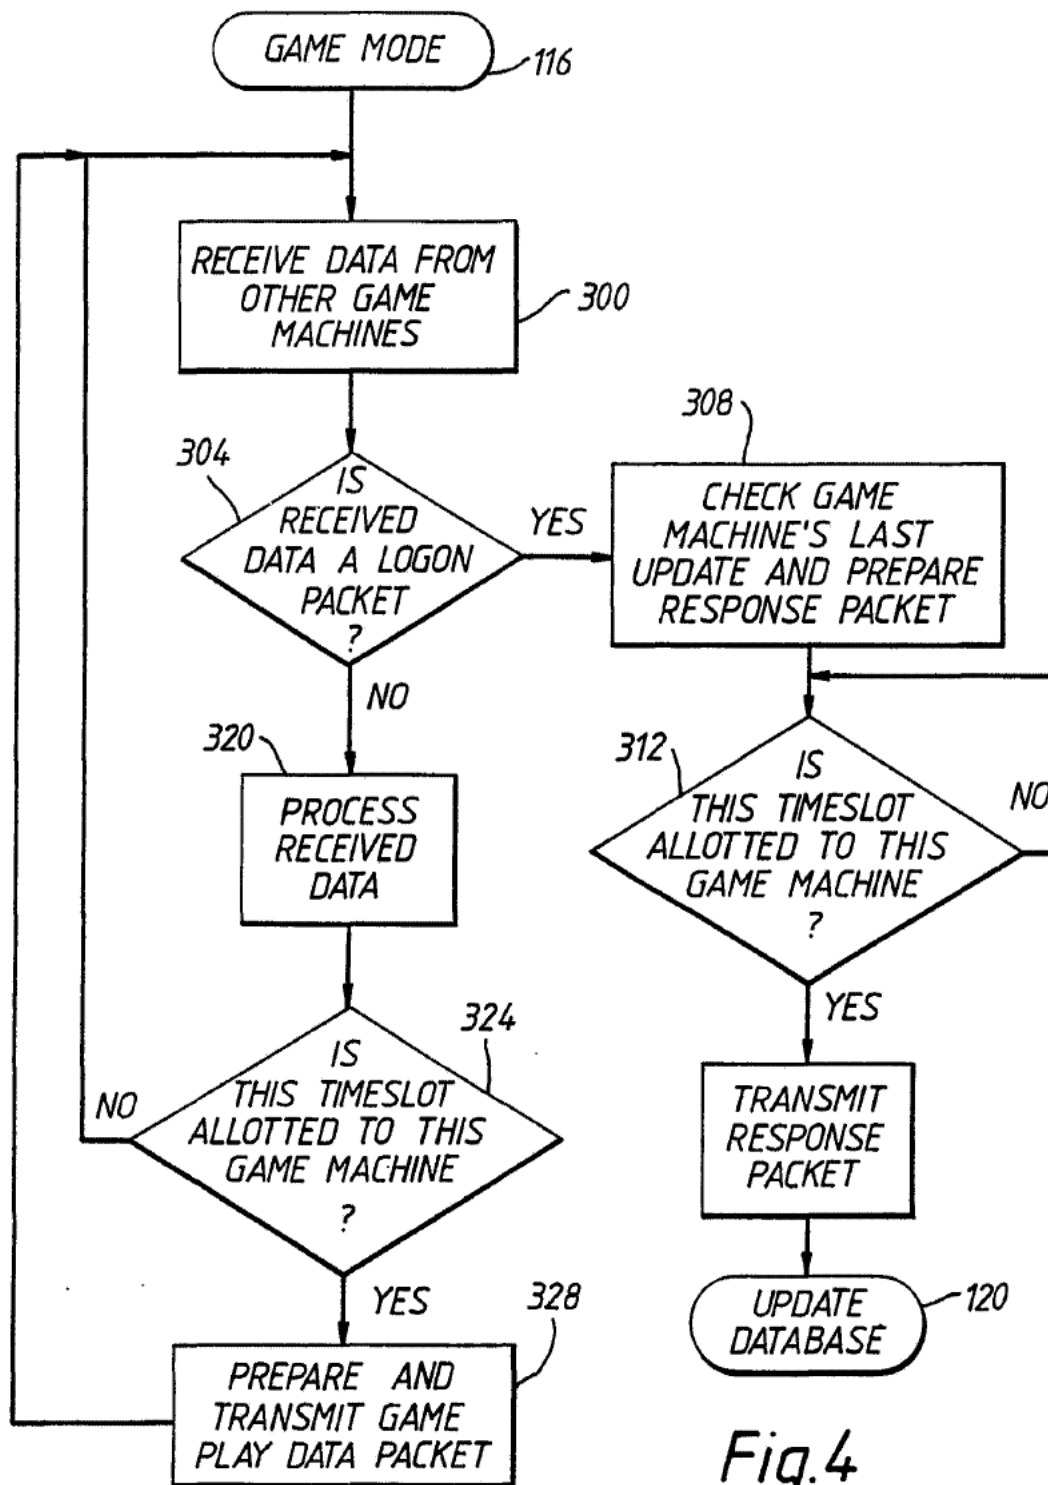 GAME MODE
116
RECEIVE DATA FROM
OTHER GAME
MACHINES
300
304
IS
RECEIVED
DATA A LOGON
PACKET
?
YES
NO
308
CHECK GAME
MACHINE'S LAST
UPDATE AND PREPARE
RESPONSE PACKET
312
IS
THIS TIMESLOT
ALLOTTED TO THIS
GAME MACHINE
?
NO
YES
TRANSMIT
RESPONSE
PACKET
UPDATE
DATABASE
120
320
PROCESS
RECEIVED
DATA
324
IS
THIS TIMESLOT
ALLOTTED TO THIS
GAME MACHINE
?
NO
YES
328
PREPARE AND
TRANSMIT GAME
PLAY DATA PACKET
Fig.4